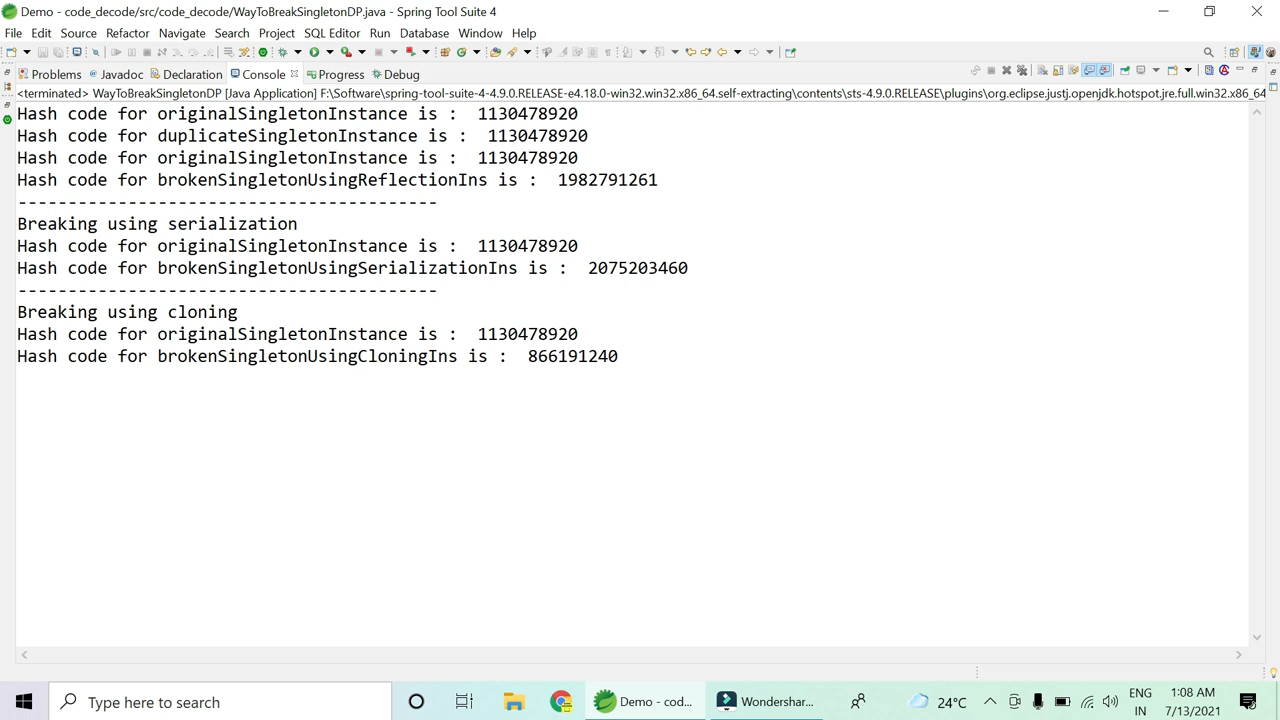 Demo - code_decode/src/code_decode/WayToBreakSingletonDP.java - Spring Tool Suite 4
File Edit Source Refactor Navigate Search Project SQL Editor Run Database Window Help
Problems Javadoc Declaration Console Progress Debug
<terminated> WayToBreakSingletonDP [Java Application] F:\Software\spring-tool-suite-4-4.9.0.RELEASE-e4.18.0-win32.win32.x86_64.self-extracting\contents\sts-4.9.0.RELEASE\plugins\org.eclipse.justj.openjdk.hotspot.jre.full.win32.x86_64
Hash code for originalSingletonInstance is :  1130478920
Hash code for duplicateSingletonInstance is :  1130478920
Hash code for originalSingletonInstance is :  1130478920
Hash code for brokenSingletonUsingReflectionIns is :  1982791261
------------------------------------------
Breaking using serialization
Hash code for originalSingletonInstance is :  1130478920
Hash code for brokenSingletonUsingSerializationIns is :  2075203460
------------------------------------------
Breaking using cloning
Hash code for originalSingletonInstance is :  1130478920
Hash code for brokenSingletonUsingCloningIns is :  866191240
Type here to search
Demo - cod...
Wondershar...
24°C
ENG
IN
1:08 AM
7/13/2021